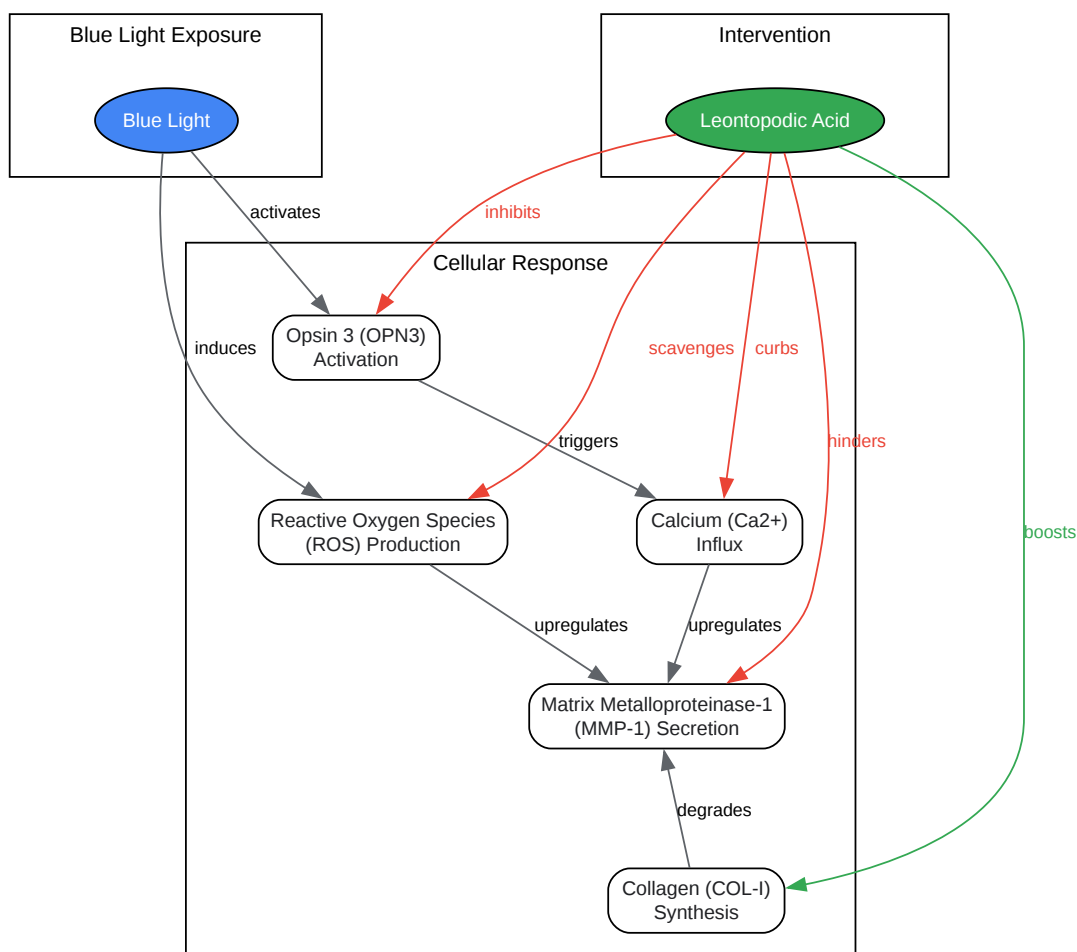 Blue Light Exposure
Intervention
Blue Light
Leontopodic Acid
activates
inhibits
Cellular Response
Opsin 3 (OPN3)
Activation
induces
scavenges
curbs
triggers
hinders
Reactive Oxygen Species
(ROS) Production
Calcium (Ca2+)
Influx
boosts
upregulates
upregulates
Matrix Metalloproteinase-1
(MMP-1) Secretion
degrades
Collagen (COL-I)
Synthesis